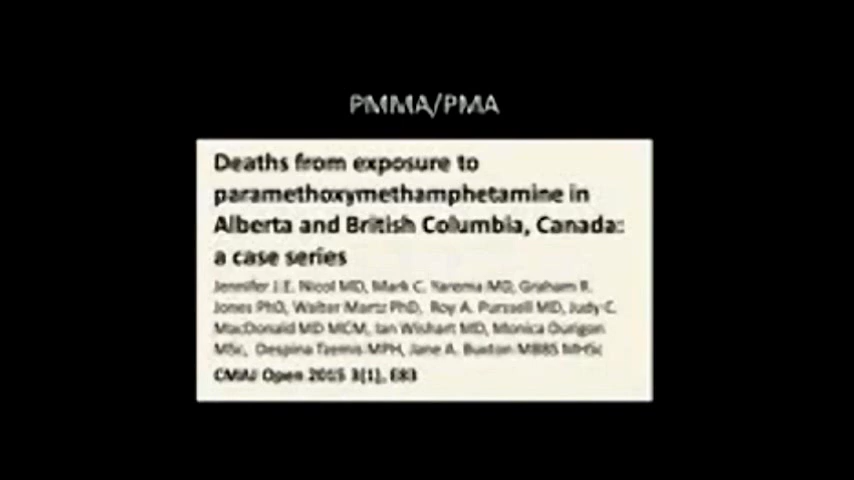 PMMA/PMA
Deaths from exposure to
paramethoxymethamphetamine in
Alberta and British Columbia, Canada:
a case series
Jennifer J.E. Nicol MD, Mark C. Yarema MD, Graham R.
Jones PhD, Walter Martz PhD, Roy A. Purssell MD, Judy C.
MacDonald MD MCM, Ian Wishart MD, Monica Durigon
MSc, Despina Tzemis MPH, Jane A. Buxton MBBS MHSc
CMAJ Open 2015 3(1), E83